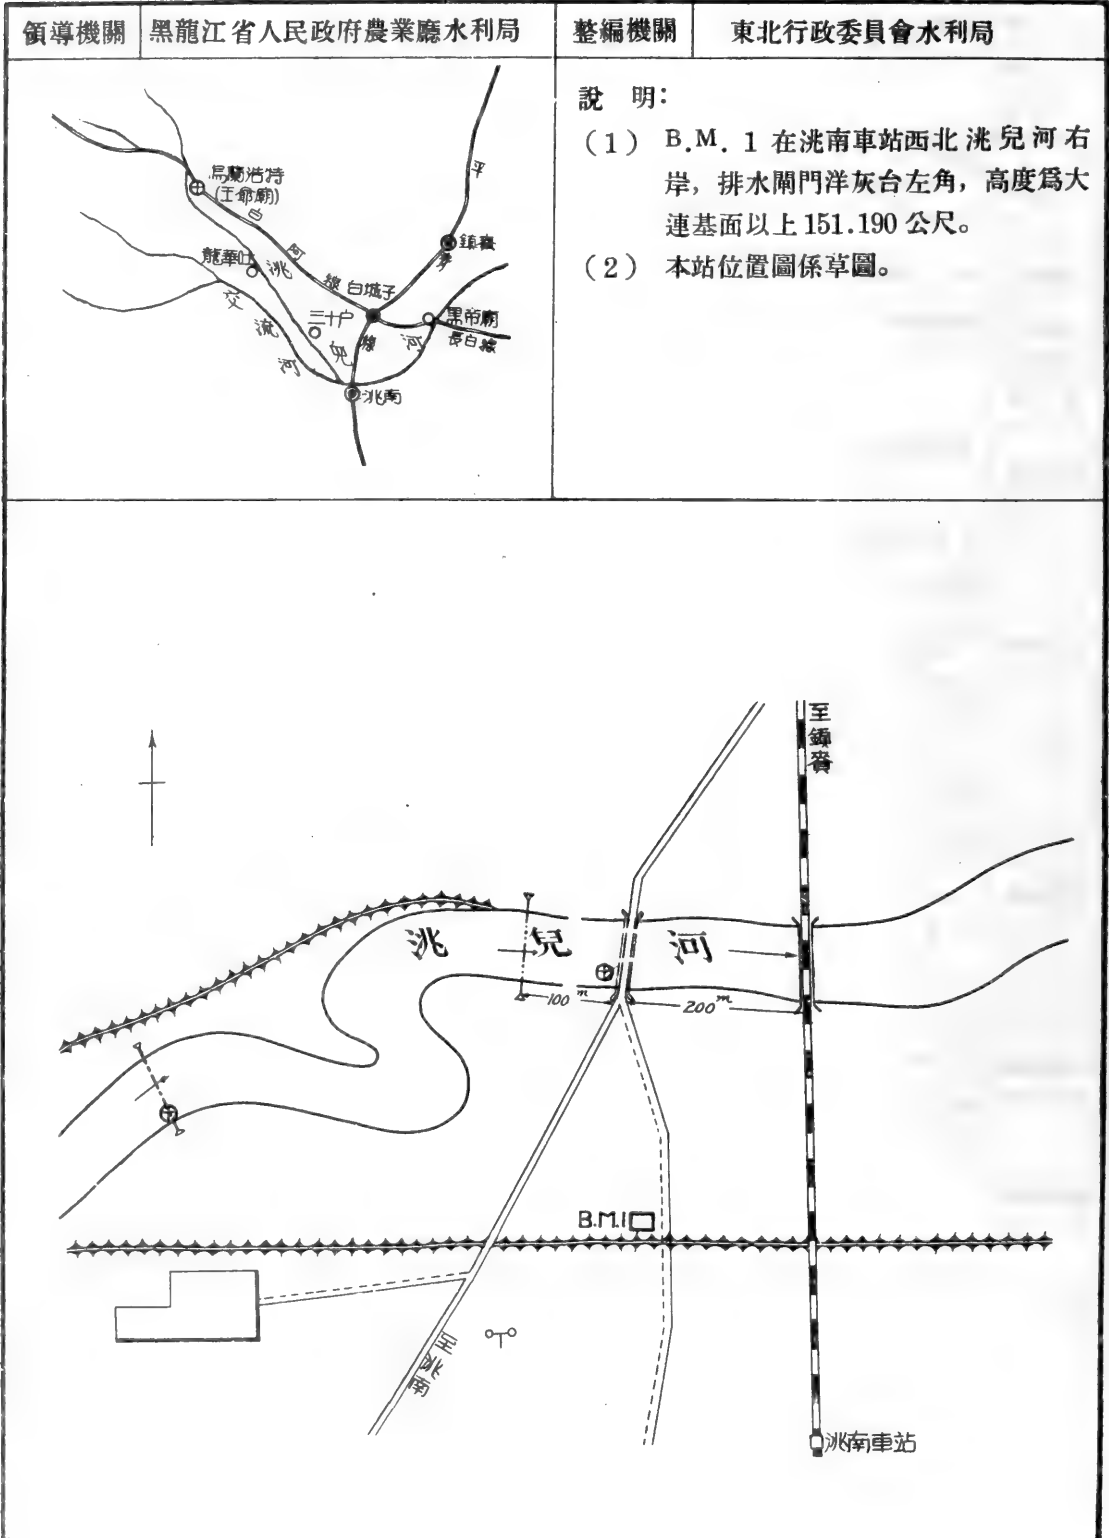 領導機關 黑龍江省人民政府農業廳水利局 整編機關 東北行政委員會水利局
說 明：
（1） B.M. 1 在洮南車站西北洮兒河右
岸，排水閘門洋灰台左角，高度爲大
連基面以上151.190公尺。
（2） 本站位置圖係草圖。
烏蘭浩特
(王爺廟)
白
阿
線
白城子
平
鎮賚
龍華吐
洮
兒
河
三十户
交
流
河
線
黑帝廟
長白線
洮南
至鎮賚
洮 兒 河
100 m
200 m
B.M.1
至洮南
洮南車站